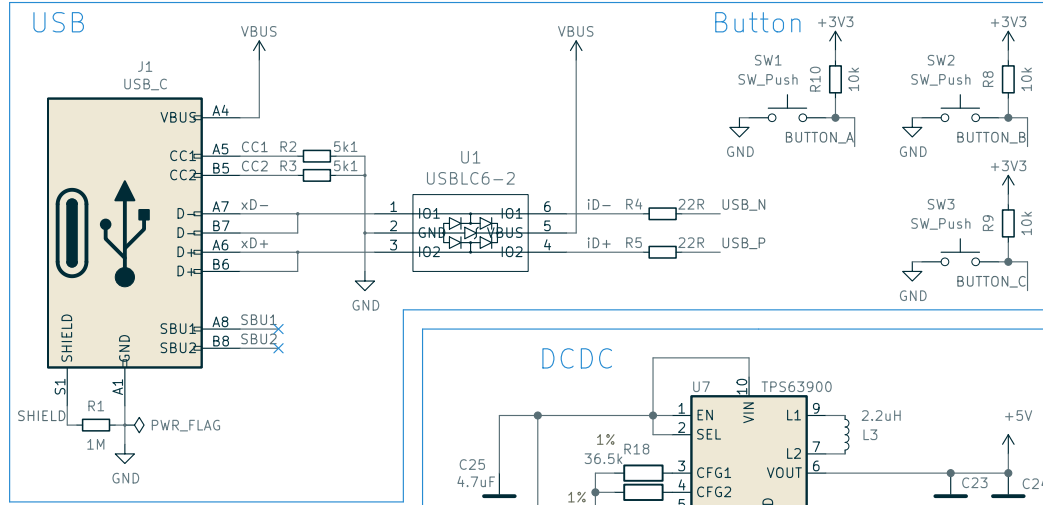 USB
VBUS
J1
USB_C
VBUS A4
CC1 A5 CC1 R2 5k1
CC2 B5 CC2 R3 5k1
D- A7 xD-
D- B7
D+ A6 xD+
D+ B6
SBU1 A8 SBU1
SBU2 B8 SBU2
SHIELD
GND
S1
A1
SHIELD
R1
1M
PWR_FLAG
GND
VBUS
U1
USBLC6-2
1 IO1 IO1 6 iD- R4 22R USB_N
2 GND VBUS 5
3 IO2 IO2 4 iD+ R5 22R USB_P
GND
Button
+3V3
SW1
SW_Push
R10
10k
GND
BUTTON_A
+3V3
SW2
SW_Push
R8
10k
GND
BUTTON_B
+3V3
SW3
SW_Push
R9
10k
GND
BUTTON_C
DCDC
U7 TPS63900
10
VIN
1 EN
2 SEL
3 CFG1
4 CFG2
5
L1 9
L2 7
VOUT 6
2.2uH
L3
+5V
C25
4.7uF
1% R18
36.5k
1%
C23